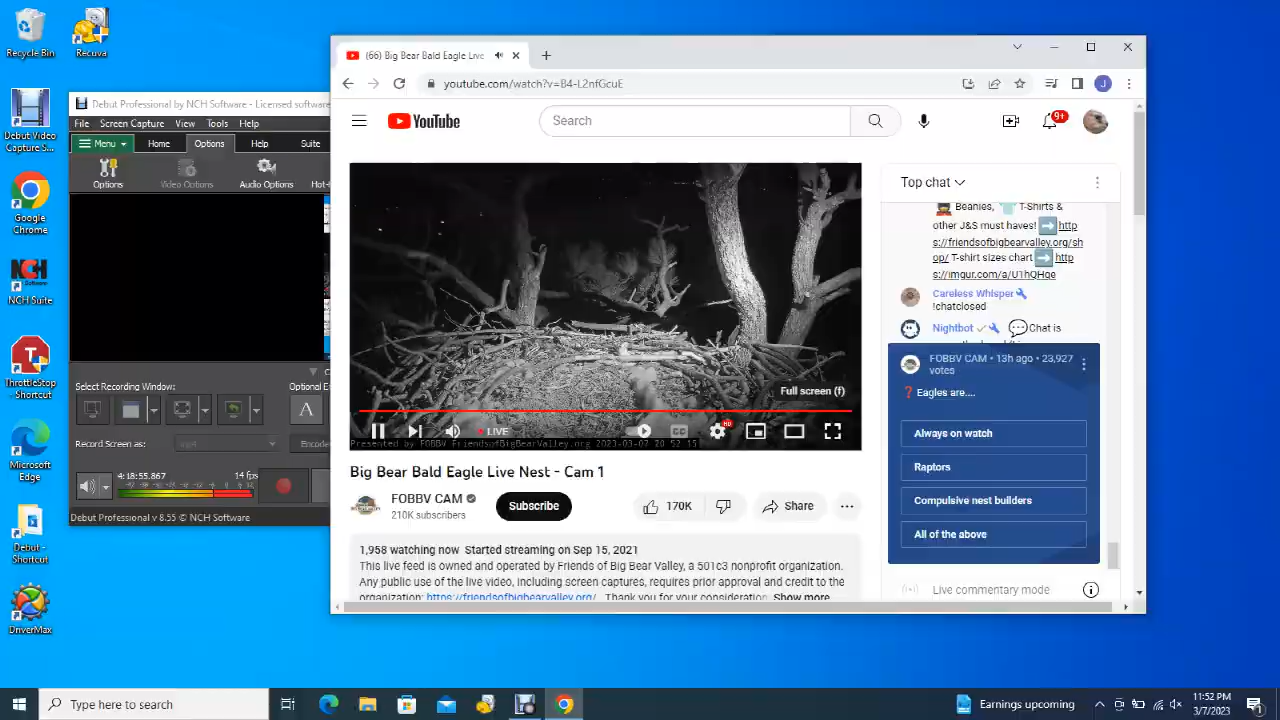 Recycle Bin
Recuva
Debut Video
Capture S...
Google
Chrome
NCH Suite
ThrottleStop
- Shortcut
Microsoft
Edge
Debut -
Shortcut
DriverMax
Debut Professional by NCH Software - Licensed software
File Screen Capture View Tools Help
Menu Home Options Help Suite
Options Video Options Audio Options Hot-
Select Recording Window: Optional E
Record Screen as: Encode
4:18:55.867 14 fps
Debut Professional v 8.55 © NCH Software
(66) Big Bear Bald Eagle Live
youtube.com/watch?v=B4-L2nfGcuE
YouTube
Search
9+
Full screen (f)
LIVE
HD
Presented by FOBBV FriendsofBigBearValley.org 2023-03-07 20 52 15
Big Bear Bald Eagle Live Nest - Cam 1
FOBBV CAM
210K subscribers
Subscribe
170K
Share
1,958 watching now Started streaming on Sep 15, 2021
This live feed is owned and operated by Friends of Big Bear Valley, a 501c3 nonprofit organization.
Any public use of the live video, including screen captures, requires prior approval and credit to the
organization: https://friendsofbigbearvalley.org/ . Thank you for your consideration. Show more
Top chat
Beanies, T-Shirts &
other J&S must haves! ➡️ http
s://friendsofbigbearvalley.org/sh
op/ T-shirt sizes chart ➡️ http
s://imgur.com/a/U1hQHqe
Careless Whisper
!chatclosed
Nightbot Chat is
FOBBV CAM • 13h ago • 23,927
votes
❓ Eagles are....
Always on watch
Raptors
Compulsive nest builders
All of the above
Live commentary mode
Type here to search
Earnings upcoming
11:52 PM
3/7/2023
1